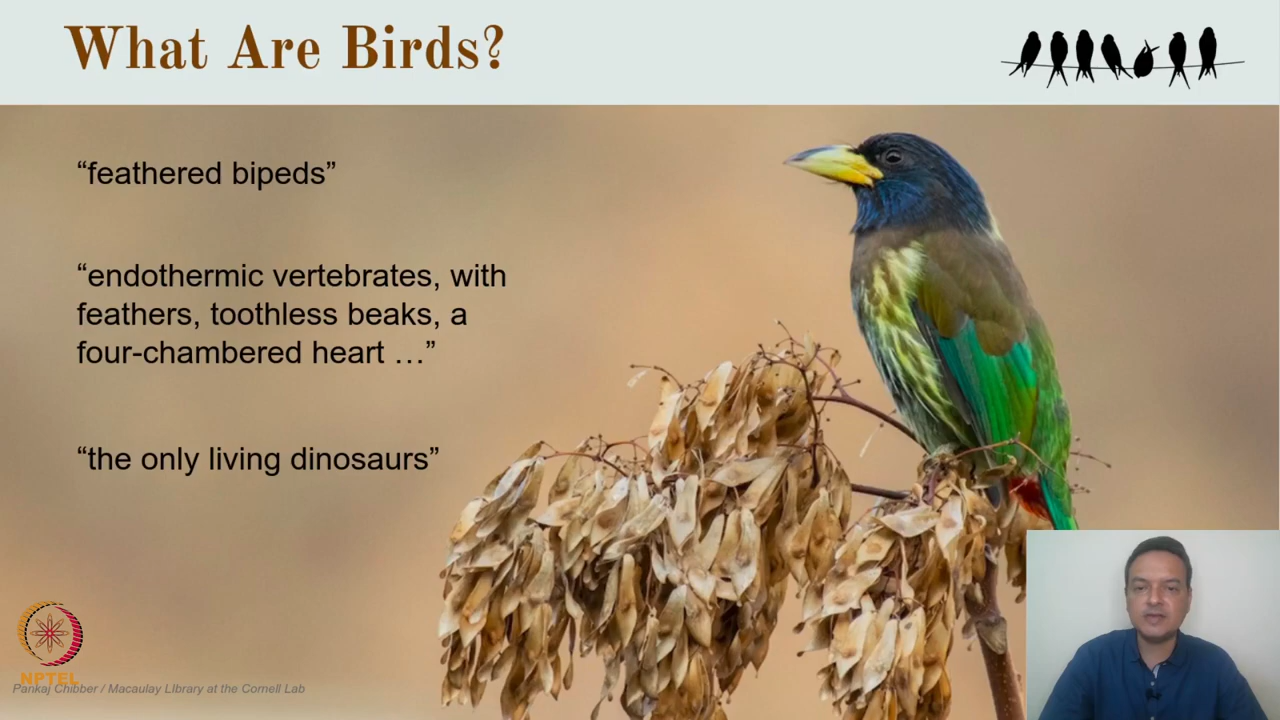 What Are Birds?
“feathered bipeds”
“endothermic vertebrates, with
feathers, toothless beaks, a
four-chambered heart …”
“the only living dinosaurs”
NPTEL
Pankaj Chibber / Macaulay LIbrary at the Cornell Lab